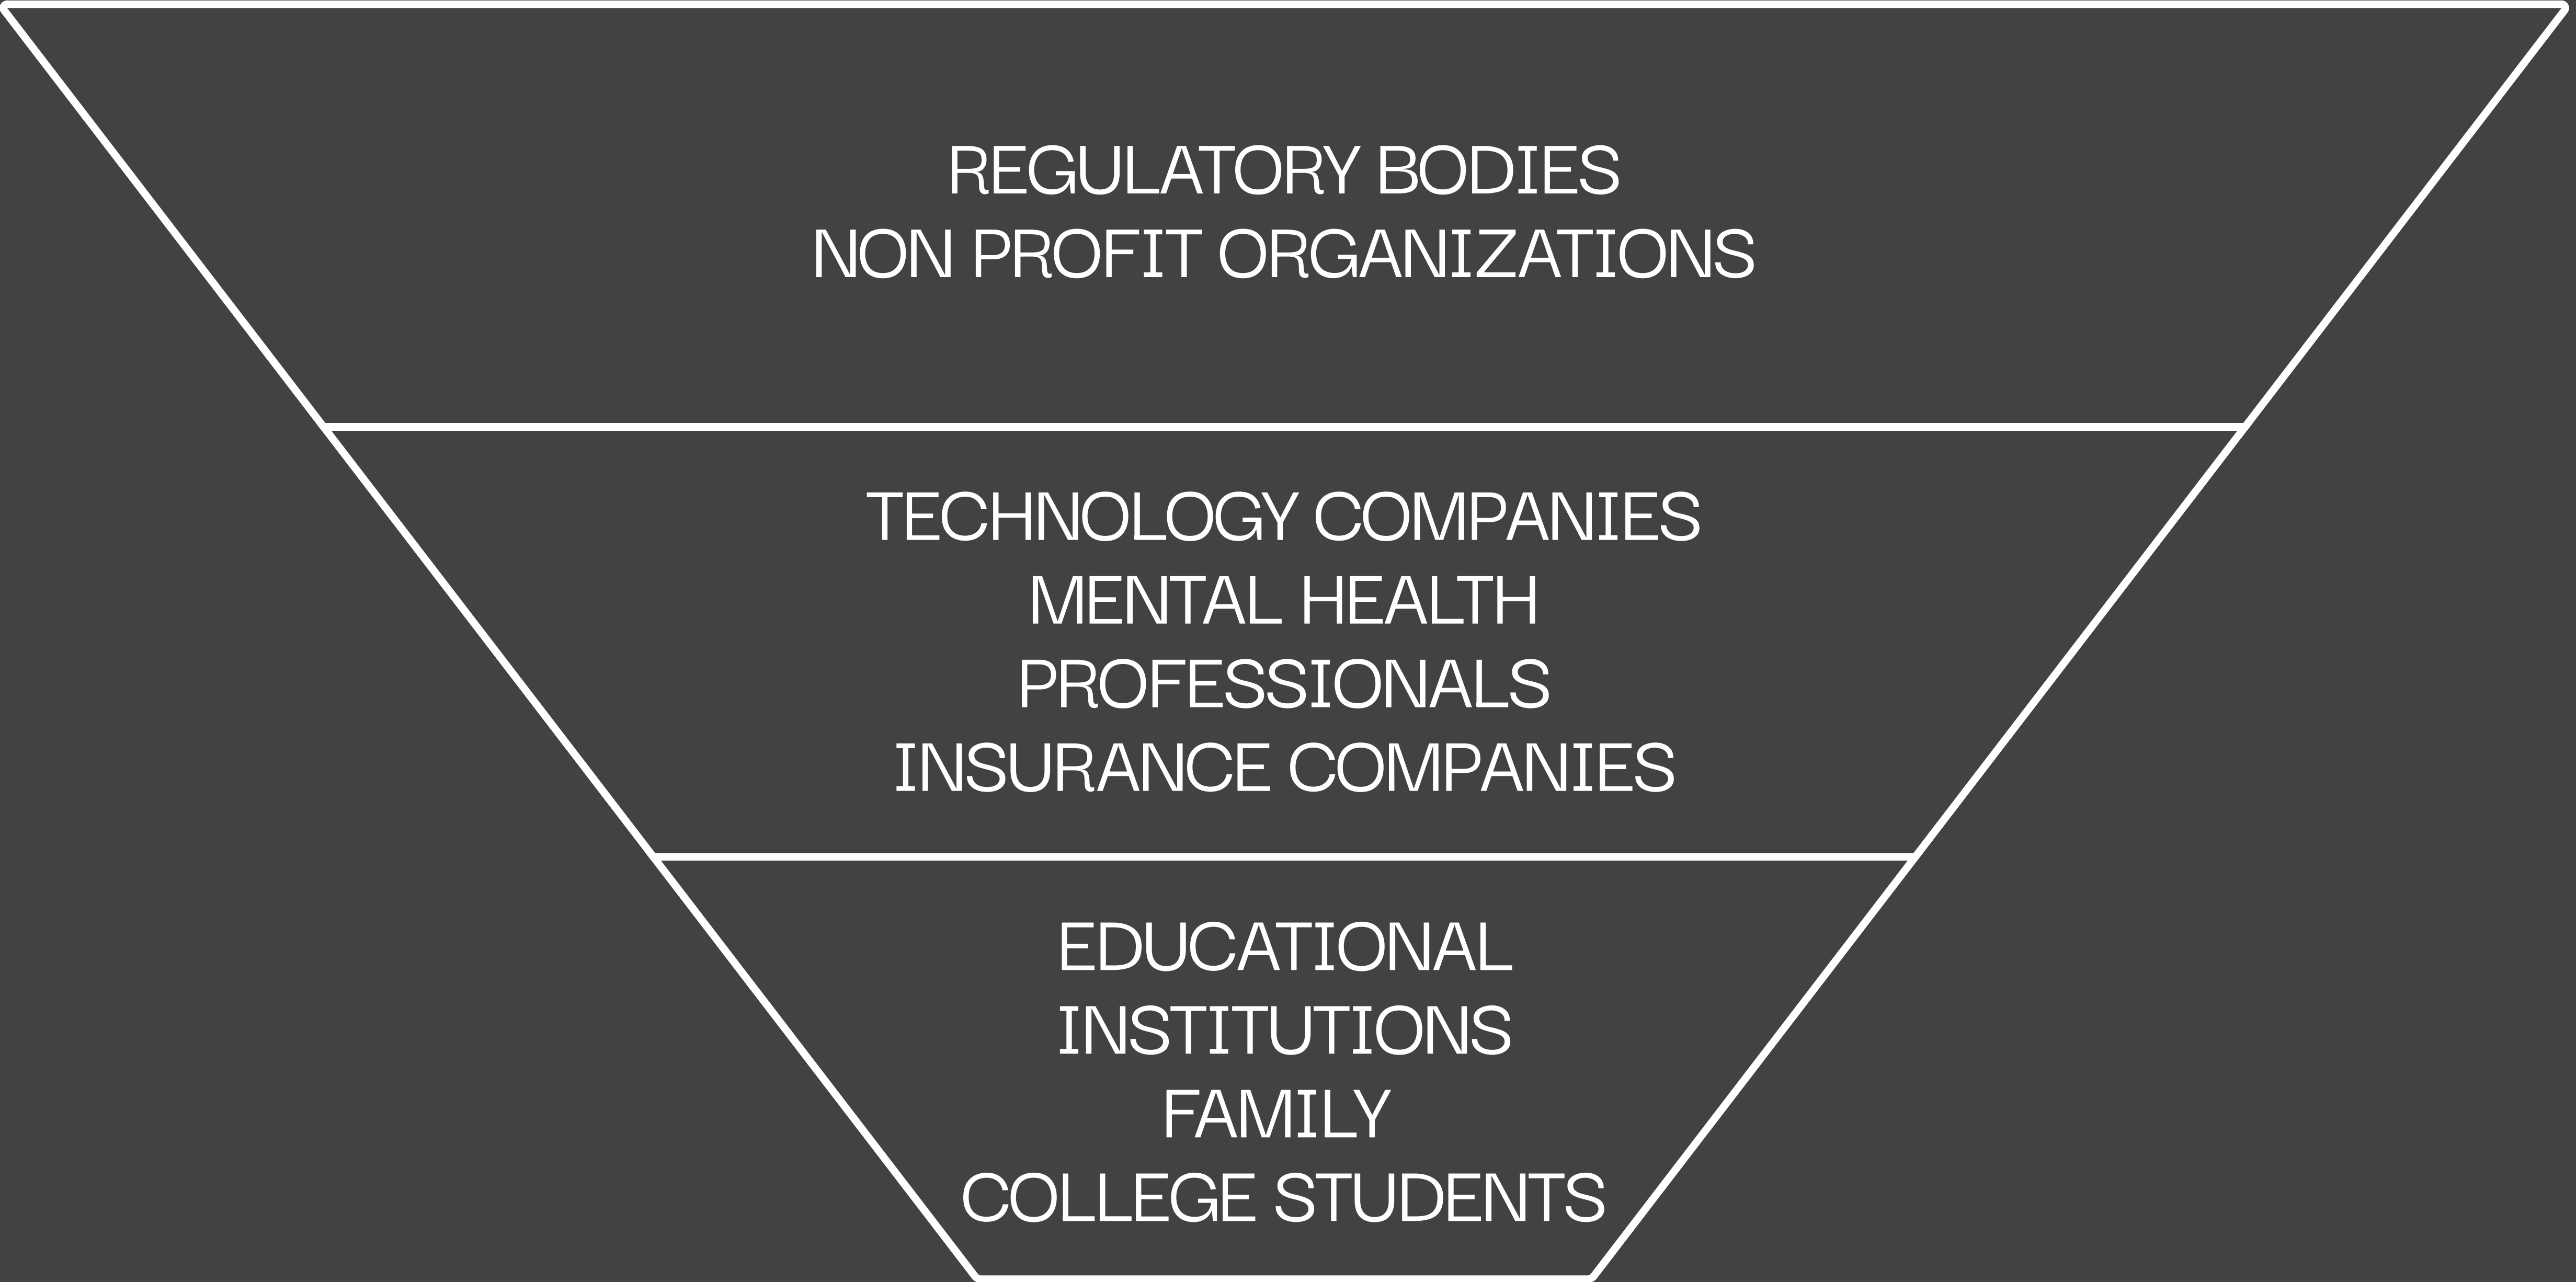 REGULATORY BODIES
NON PROFIT ORGANIZATIONS
TECHNOLOGY COMPANIES
MENTAL HEALTH
PROFESSIONALS
INSURANCE COMPANIES
EDUCATIONAL
INSTITUTIONS
FAMILY
COLLEGE STUDENTS